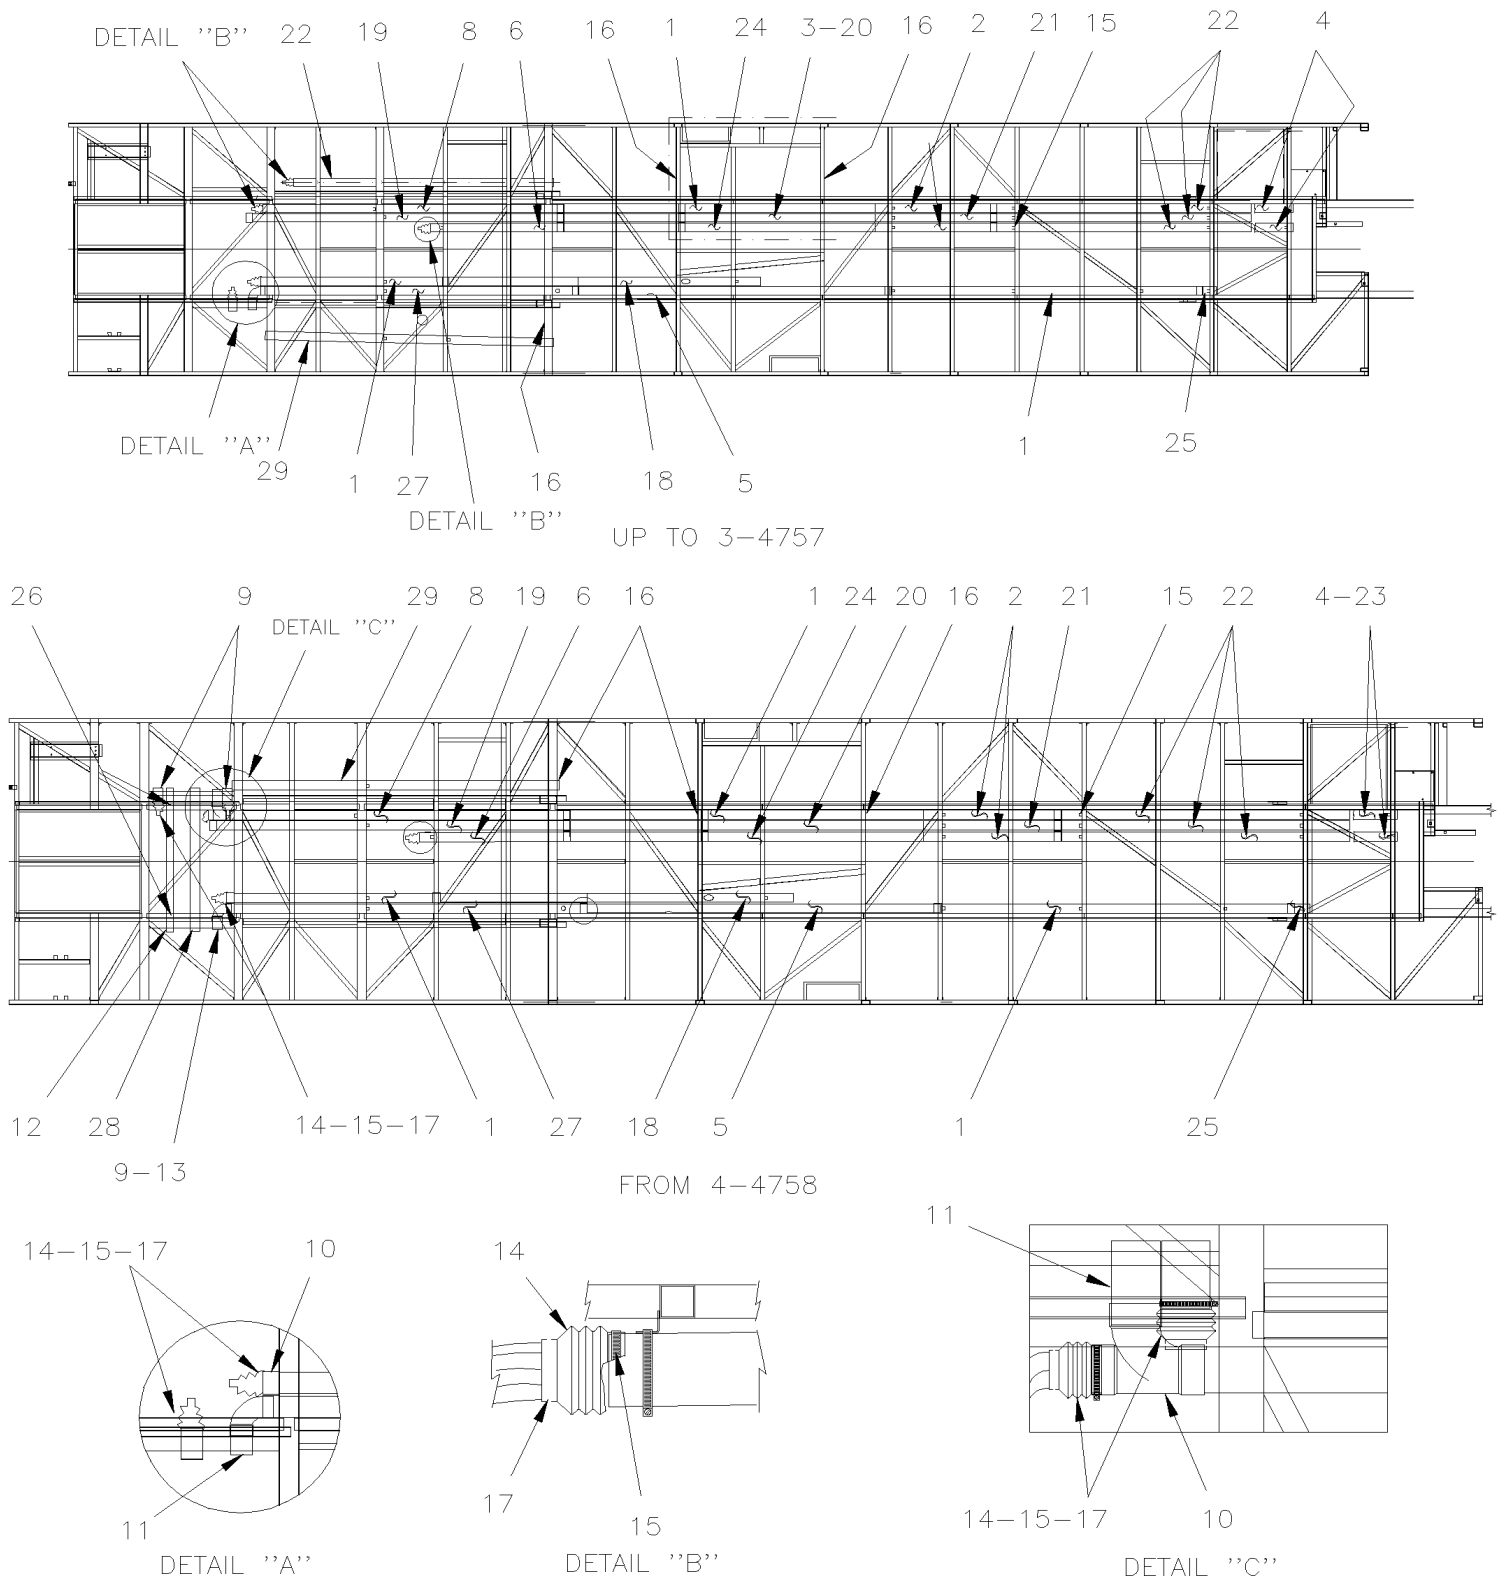 DETAIL ''B'' 22 19 8 6 16 1 24 3-20 16 2 21 15 22 4
DETAIL ''A'' 29 1 27 16 18 5 1 25
DETAIL ''B''
UP TO 3-4757
26 9 29 8 19 6 16 1 24 20 16 2 21 15 22 4-23
DETAIL ''C''
12 28 14-15-17 1 27 18 5 1 25
9-13
FROM 4-4758
14-15-17 10 14 11
11 17 15 14-15-17 10
DETAIL ''A'' DETAIL ''B'' DETAIL ''C''